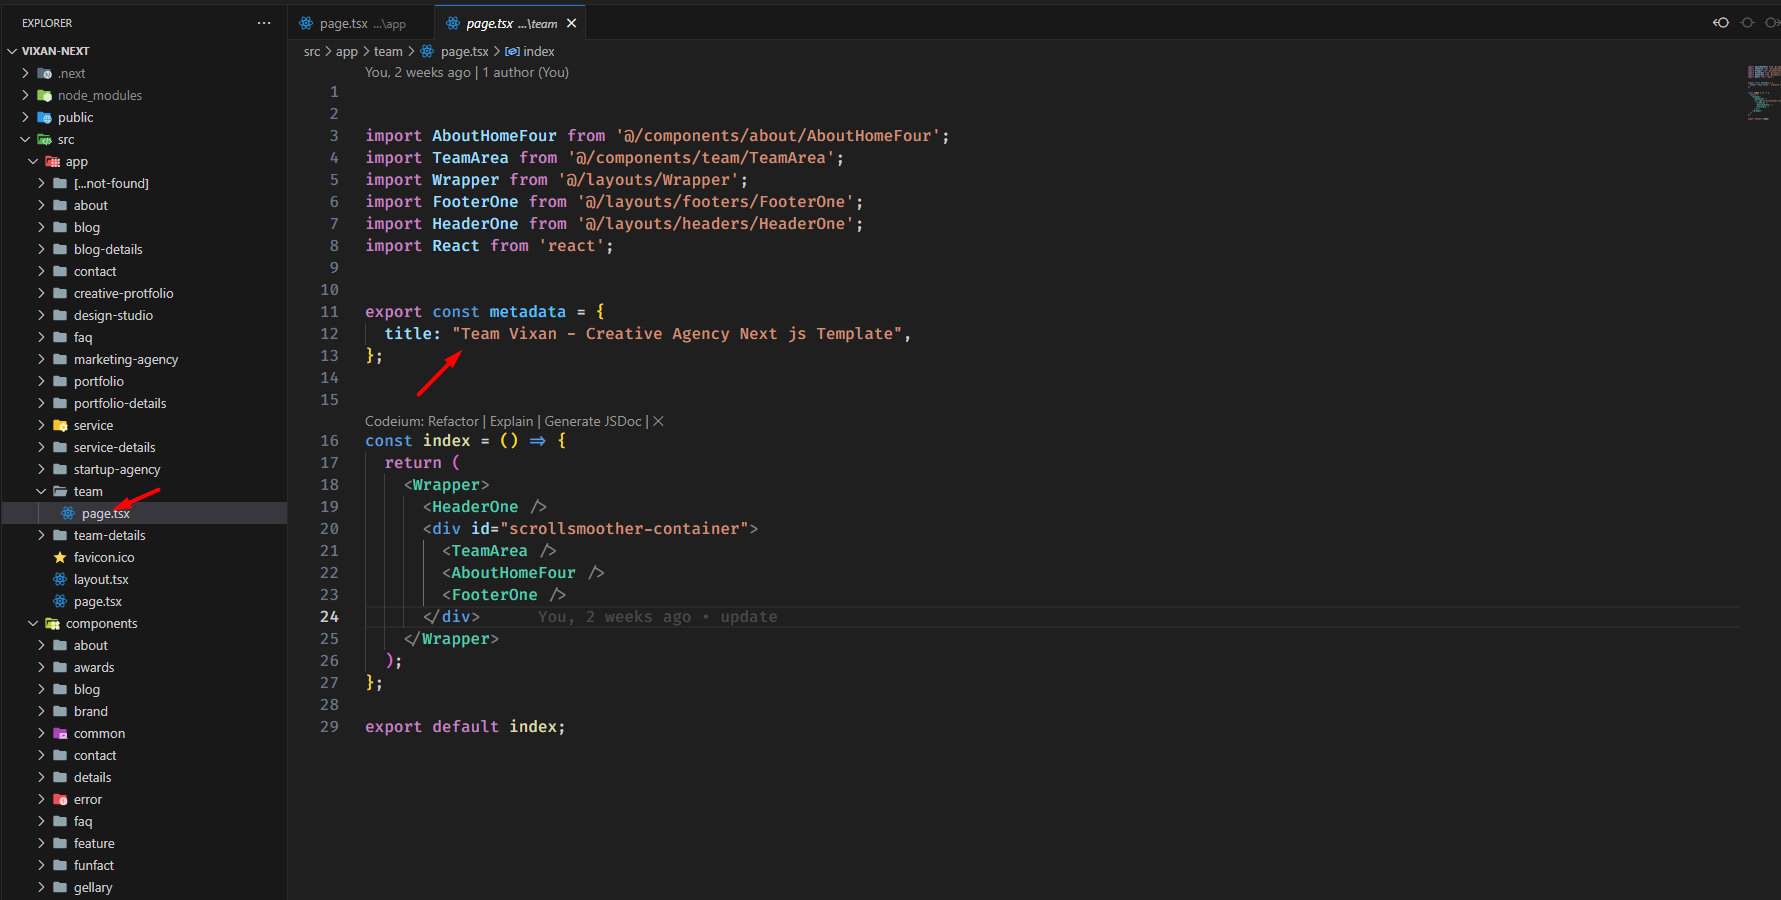 EXPLORER
VIXAN-NEXT
.next
node_modules
public
src
app
[...not-found]
about
blog
blog-details
contact
creative-protfolio
design-studio
faq
marketing-agency
portfolio
portfolio-details
service
service-details
startup-agency
team
page.tsx
team-details
favicon.ico
layout.tsx
page.tsx
components
about
awards
blog
brand
common
contact
details
error
faq
feature
funfact
gellary
page.tsx ...\app
page.tsx ...\team
src > app > team > page.tsx > index
You, 2 weeks ago | 1 author (You)
1
2
3 import AboutHomeFour from '@/components/about/AboutHomeFour';
4 import TeamArea from '@/components/team/TeamArea';
5 import Wrapper from '@/layouts/Wrapper';
6 import FooterOne from '@/layouts/footers/FooterOne';
7 import HeaderOne from '@/layouts/headers/HeaderOne';
8 import React from 'react';
9
10
11 export const metadata = {
12 title: "Team Vixan - Creative Agency Next js Template",
13 };
14
15
Codeium: Refactor | Explain | Generate JSDoc | X
16 const index = () => {
17 return (
18 <Wrapper>
19 <HeaderOne />
20 <div id="scrollsmoother-container">
21 <TeamArea />
22 <AboutHomeFour />
23 <FooterOne />
24 </div> You, 2 weeks ago • update
25 </Wrapper>
26 );
27 };
28
29 export default index;